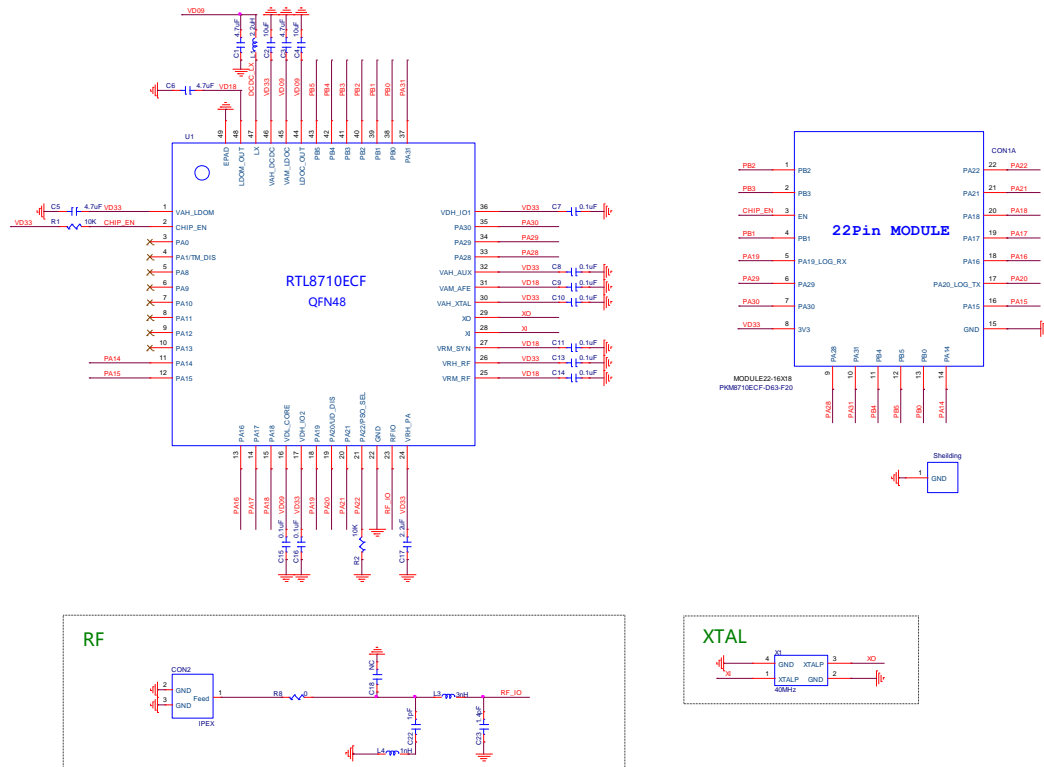 VD09
C1 4.7uF
L1 2.2uH
C2 10uF
C3 4.7uF
C4 10uF
C6 4.7uF VD18
DCDC_LX
VD33
VD09
VD09
PB5
PB4
PB3
PB2
PB1
PB0
PA31
U1
49 EPAD
48 LDOM_OUT
47 LX
46 VAH_DCDC
45 VAM_LDOC
44 LDOC_OUT
43 PB5
42 PB4
41 PB3
40 PB2
39 PB1
38 PB0
37 PA31
C5 4.7uF VD33 1 VAH_LDOM
VD33 R1 10K CHIP_EN 2 CHIP_EN
3 PA0
4 PA1/TM_DIS
5 PA8
6 PA9
7 PA10
8 PA11
9 PA12
10 PA13
PA14 11 PA14
PA15 12 PA15
RTL8710ECF
QFN48
VDH_IO1 36 VD33 C7 0.1uF
PA30 35 PA30
PA29 34 PA29
PA28 33 PA28
VAH_AUX 32 VD33 C8 0.1uF
VAM_AFE 31 VD18 C9 0.1uF
VAH_XTAL 30 VD33 C10 0.1uF
XO 29 XO
XI 28 XI
VRM_SYN 27 VD18 C11 0.1uF
VRH_RF 26 VD33 C13 0.1uF
VRM_RF 25 VD18 C14 0.1uF
PA16 13 PA16
PA17 14 PA17
PA18 15 PA18
VDL_CORE 16 VD09 C15 0.1uF
VDH_IO2 17 VD33 C16 0.1uF
PA19 18 PA19
PA20/UD_DIS 19 PA20
PA21 20 PA21
PA22/PSO_SEL 21 PA22 R2 10K
GND 22
RFIO 23 RF_IO
VRH_PA 24 VD33 C17 2.2uF
CON1A
PB2 1 PB2
PB3 2 PB3
CHIP_EN 3 EN
PB1 4 PB1
PA19 5 PA19_LOG_RX
PA29 6 PA29
PA30 7 PA30
VD33 8 3V3
22Pin MODULE
PA22 22 PA22
PA21 21 PA21
PA18 20 PA18
PA17 19 PA17
PA16 18 PA16
PA20_LOG_TX 17 PA20
PA15 16 PA15
GND 15
PA28 9 PA28
PA31 10 PA31
PB4 11 PB4
PB5 12 PB5
PB0 13 PB0
PA14 14 PA14
MODULE22-16X18
PKM8710ECF-D63-F20
Sheilding
1 GND
RF
CON2
2 GND
3 GND
Feed 1
IPEX
R8 0
C18 NC
L3 3nH RF_IO
C22 1pF
C23 1.4pF
L4 1nH
XTAL
X1
4 GND XTALP 3 XO
XI 1 XTALP GND 2
40MHz